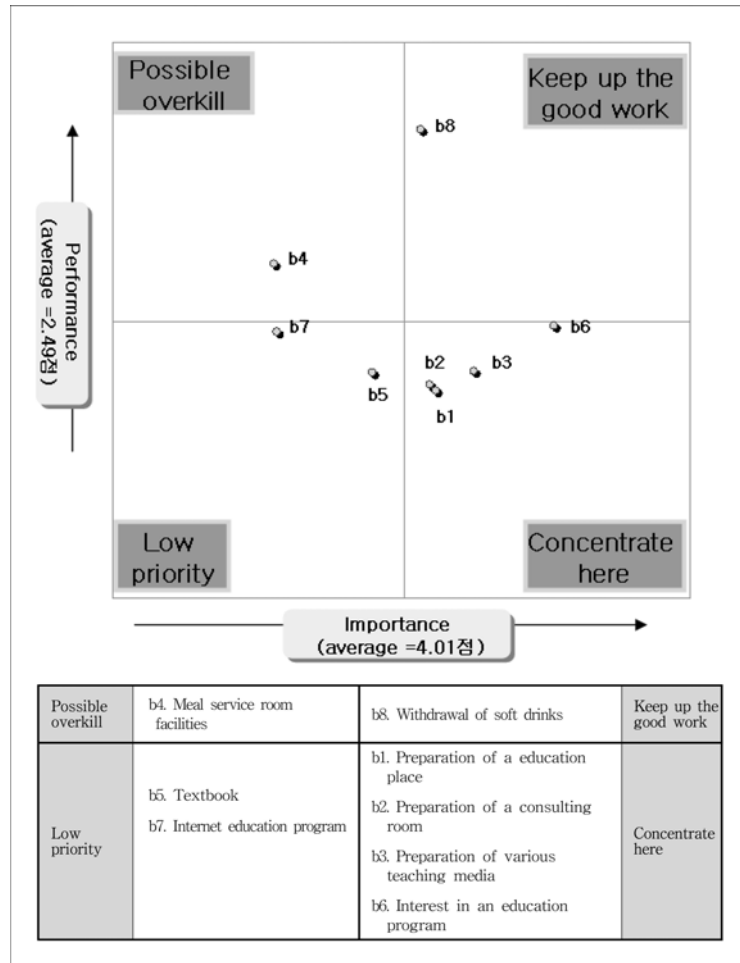 Possible
overkill
Keep up the
good work
b8
b4
b7
b6
b2
b3
b5
b1
Performance
(average =2.49점)
Low
priority
Concentrate
here
Importance
(average =4.01점)
Possible
overkill
b4. Meal service room
facilities
b8. Withdrawal of soft drinks
Keep up the
good work
Low
priority
b5. Textbook
b7. Internet education program
b1. Preparation of a education
place
b2. Preparation of a consulting
room
b3. Preparation of various
teaching media
b6. Interest in an education
program
Concentrate
here